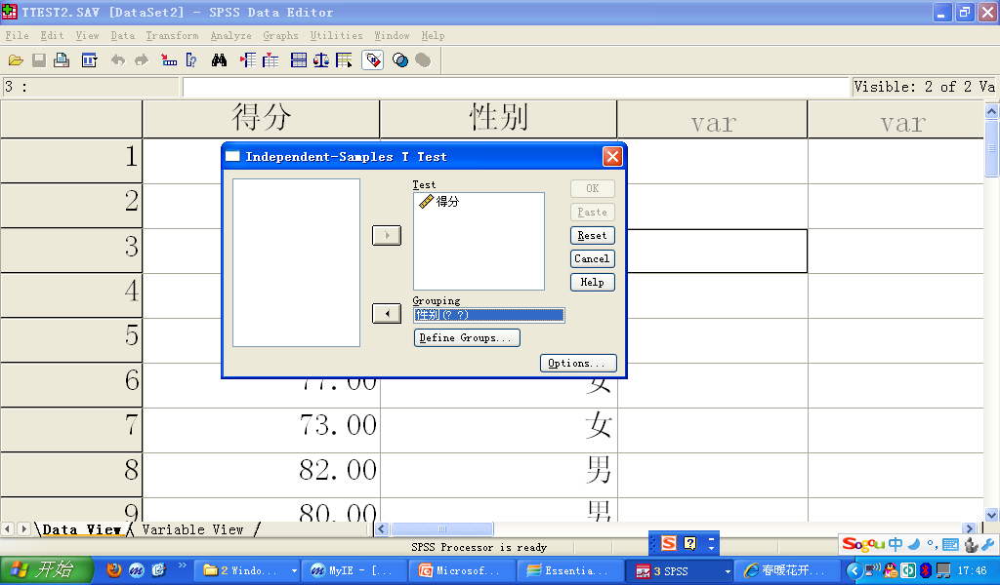 TTEST2.SAV [DataSet2] - SPSS Data Editor
File Edit View Data Transform Analyze Graphs Utilities Window Help
3 :
Visible: 2 of 2 Va
得分 性别 var var
1
Independent-Samples T Test
Test
得分
OK
2
Paste
3
Reset
Cancel
Help
4
Grouping
性别(? ?)
5
Define Groups...
Options...
6 77.00 女
7 73.00 女
8 82.00 男
9 80.00 男
Data View Variable View
SPSS Processor is ready
S
Sogou 中
开始
2 Windo...
MyIE - [...
Microsof...
Essentia...
3 SPSS
春暖花开...
17:46